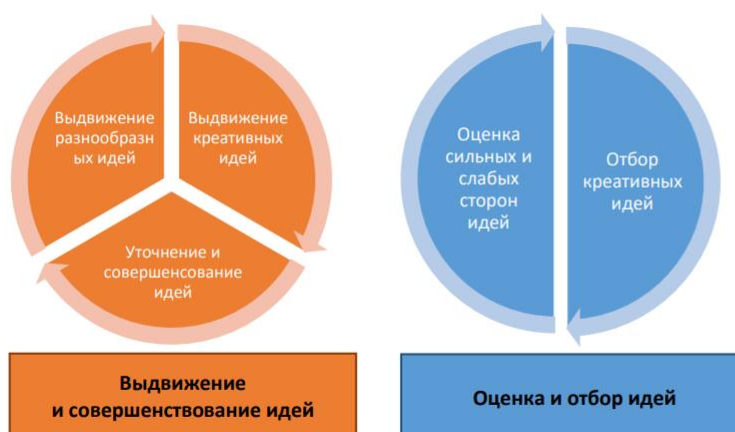 Выдвижение
разнообразн
ых идей
Выдвижение
креативных
идей
Уточнение и
совершенсование
идей
Выдвижение
и совершенствование идей
Оценка
сильных и
слабых
сторон
идей
Отбор
креативных
идей
Оценка и отбор идей